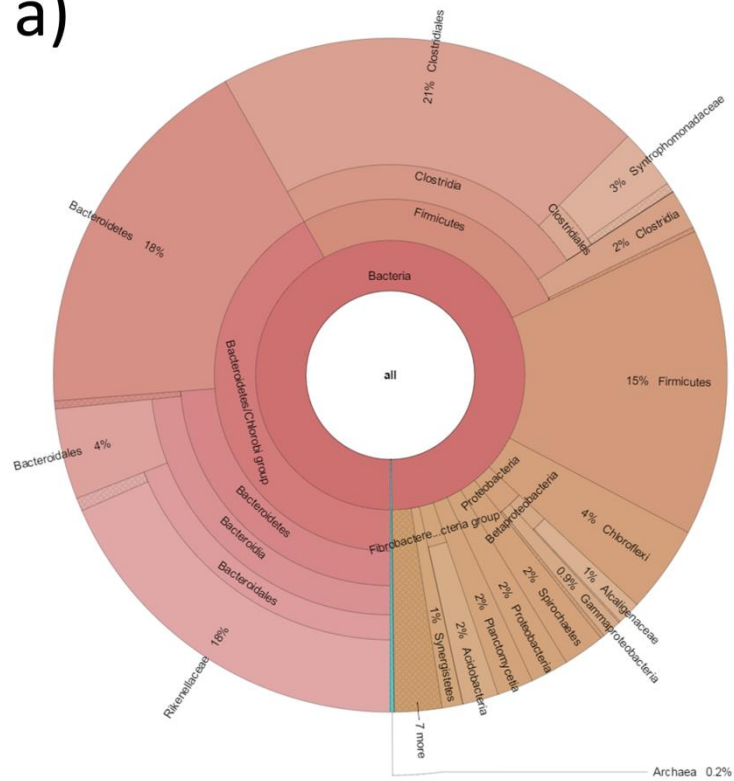 a)
21% Clostridiales
3% Syntrophomonadaceae
Clostridia
Clostridiales
Firmicutes
2% Clostridia
Bacteroidetes 18%
Bacteria
Bacteroidetes/Chlorobi group
all
15% Firmicutes
Bacteroidales 4%
Bacteroidetes
Bacteroidia
Bacteroidales
Rikenellaceae 18%
Proteobacteria
Betaproteobacteria
Fibrobactere...cteria group
4% Chloroflexi
1% Alcaligenaceae
0.9% Gammaproteobacteria
2% Spirochaetes
2% Proteobacteria
2% Planctomycetia
2% Acidobacteria
1% Synergistetes
7 more
Archaea 0.2%